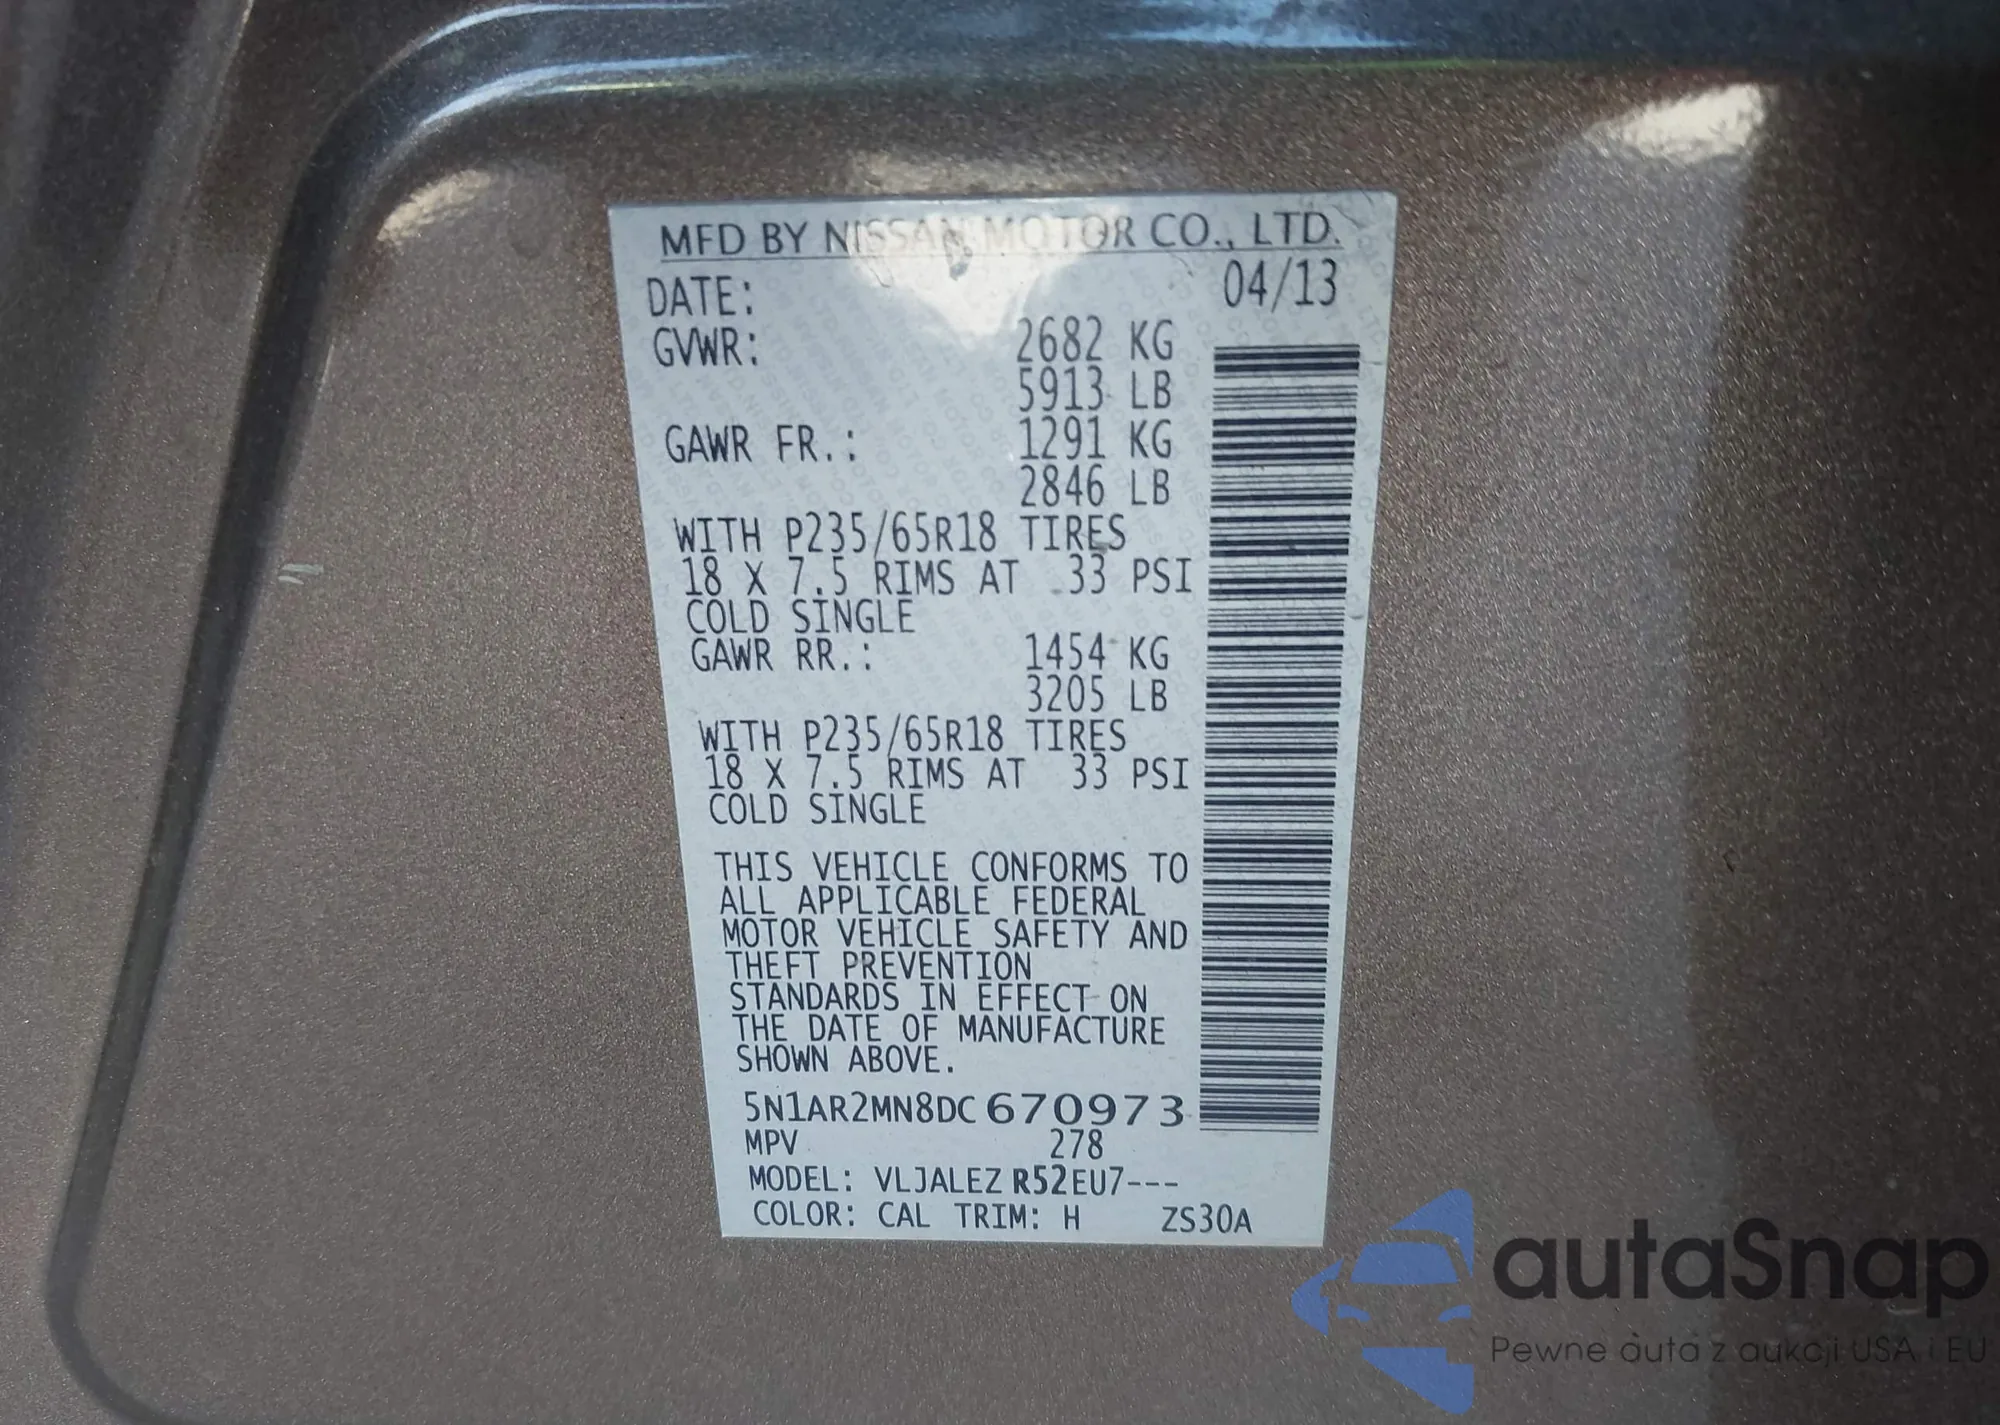 MFD BY NISSAN MOTOR CO., LTD.
DATE: 04/13
GVWR: 2682 KG
5913 LB
GAWR FR.: 1291 KG
2846 LB
WITH P235/65R18 TIRES
18 X 7.5 RIMS AT 33 PSI
COLD SINGLE
GAWR RR.: 1454 KG
3205 LB
WITH P235/65R18 TIRES
18 X 7.5 RIMS AT 33 PSI
COLD SINGLE
THIS VEHICLE CONFORMS TO
ALL APPLICABLE FEDERAL
MOTOR VEHICLE SAFETY AND
THEFT PREVENTION
STANDARDS IN EFFECT ON
THE DATE OF MANUFACTURE
SHOWN ABOVE.
5N1AR2MN8DC670973
MPV 278
MODEL: VLJALEZ R52EU7---
COLOR: CAL TRIM: H ZS30A
autaSnap
Pewne auta z aukcji USA i EU